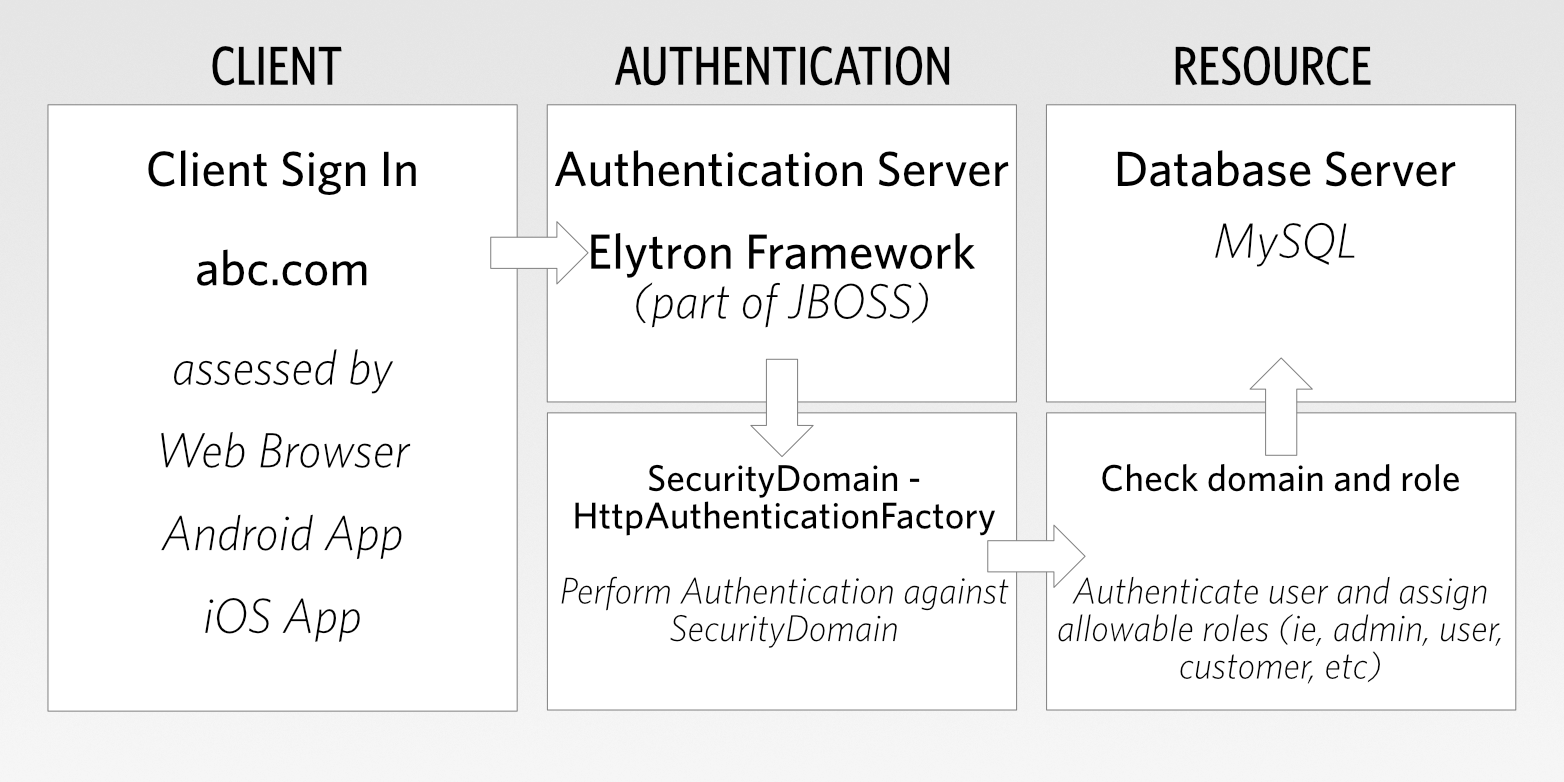 CLIENT
AUTHENTICATION
RESOURCE
Client Sign In
abc.com
assessed by
Web Browser
Android App
iOS App
Authentication Server
Elytron Framework
(part of JBOSS)
SecurityDomain -
HttpAuthenticationFactory
Perform Authentication against
SecurityDomain
Database Server
MySQL
Check domain and role
Authenticate user and assign
allowable roles (ie, admin, user,
customer, etc)